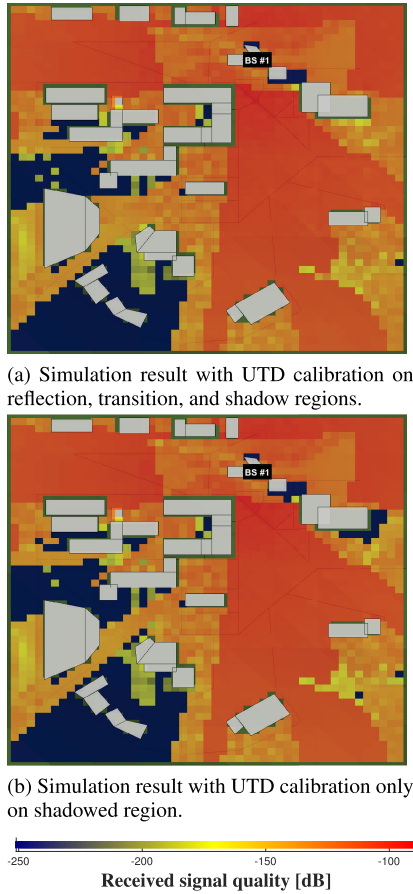 BS #1
(a) Simulation result with UTD calibration on
reflection, transition, and shadow regions.
BS #1
(b) Simulation result with UTD calibration only
on shadowed region.
-250 -200 -150 -100
Received signal quality [dB]